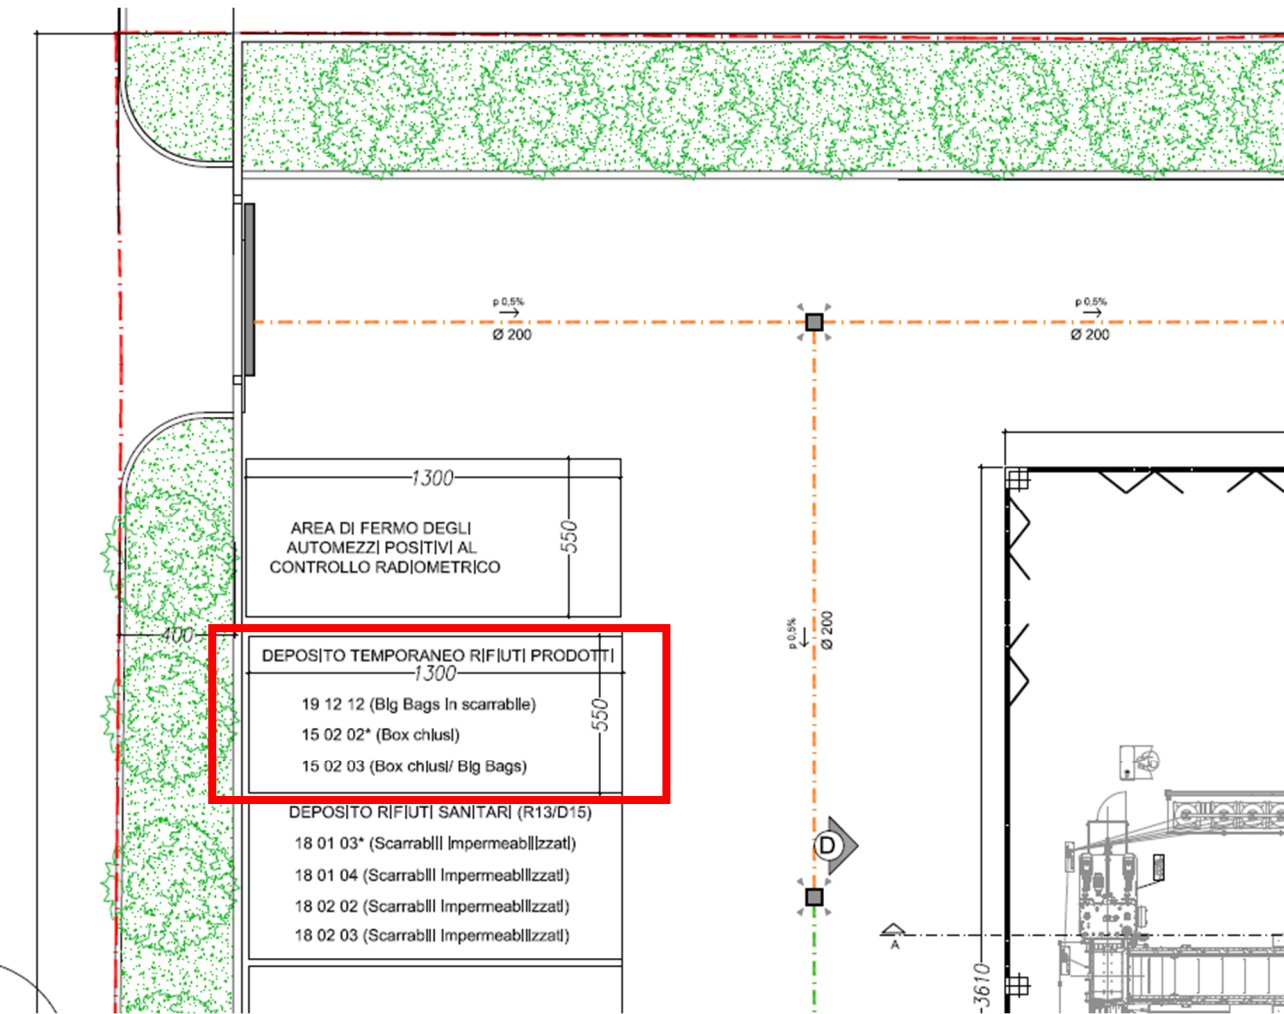 p 0,5%
Ø 200
p 0,5%
Ø 200
1300
550
AREA DI FERMO DEGLI
AUTOMEZZI POSITIVI AL
CONTROLLO RADIOMETRICO
p 0,5%
Ø 200
400
DEPOSITO TEMPORANEO RIFIUTI PRODOTTI
1300
550
19 12 12 (Big Bags in scarrabile)
15 02 02* (Box chiusi)
15 02 03 (Box chiusi/ Big Bags)
DEPOSITO RIFIUTI SANITARI (R13/D15)
18 01 03* (Scarrabili impermeabilizzati)
18 01 04 (Scarrabili impermeabilizzati)
18 02 02 (Scarrabili impermeabilizzati)
18 02 03 (Scarrabili impermeabilizzati)
D
A
3610